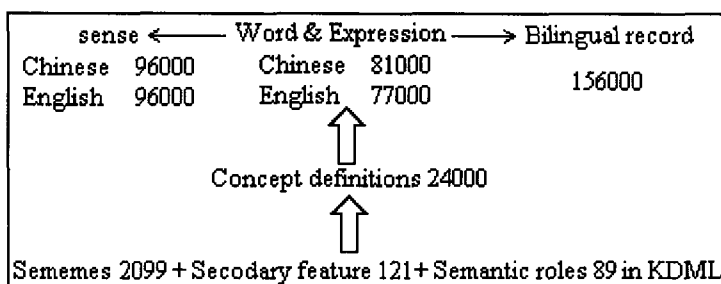 sense Word & Expression Bilingual record
Chinese 96000 Chinese 81000 156000
English 96000 English 77000
Concept definitions 24000
Sememes 2099 + Secodary feature 121+ Semantic roles 89 in KDML